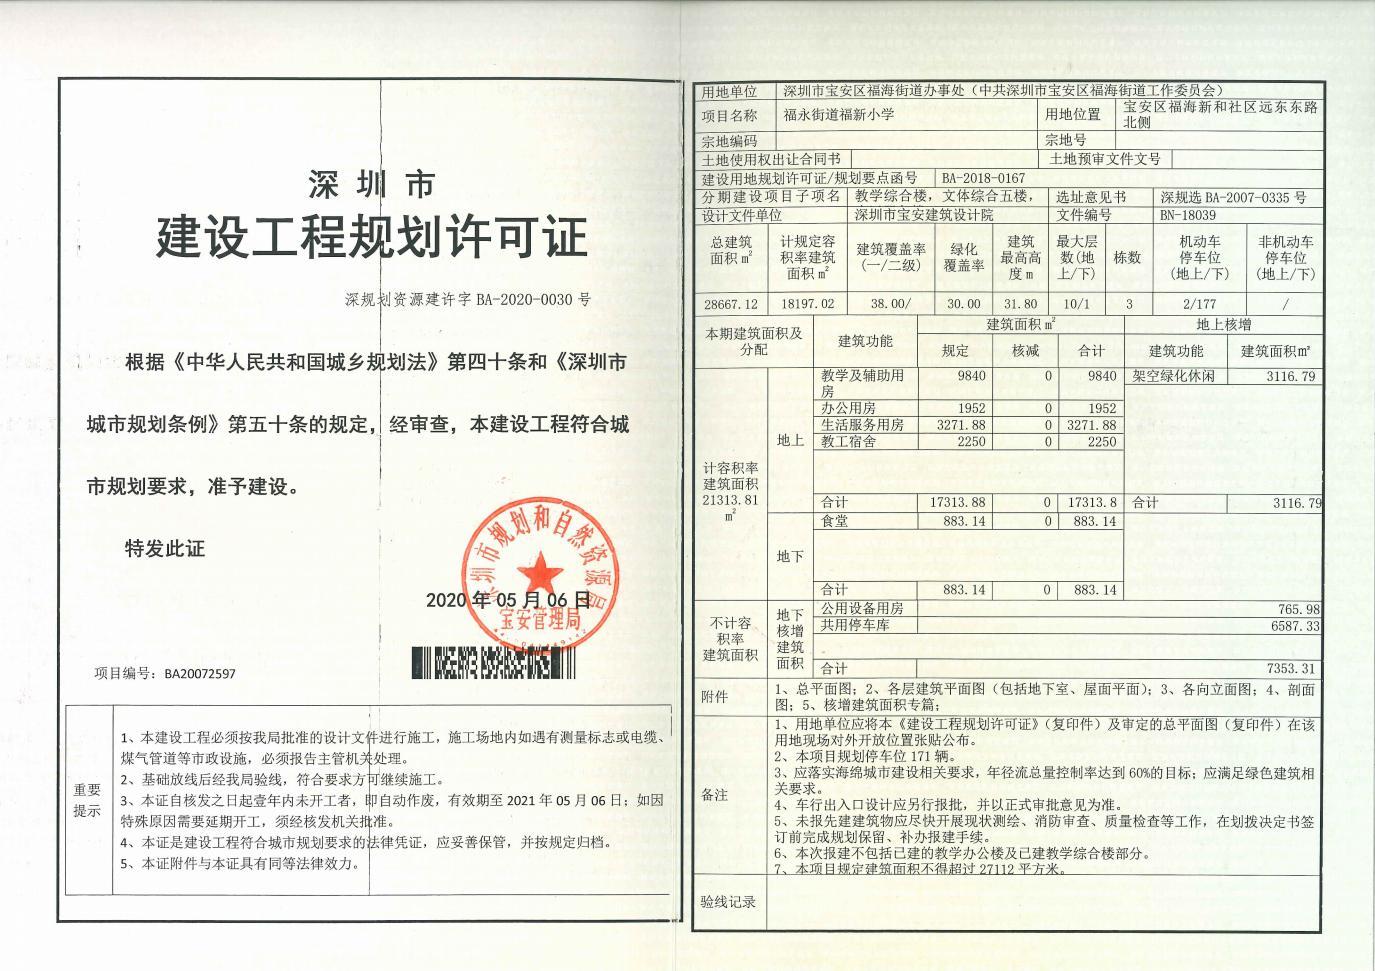 深圳市
建设工程规划许可证
深规划资源建许字 BA-2020-0030 号
根据《中华人民共和国城乡规划法》第四十条和《深圳市
城市规划条例》第五十条的规定，经审查，本建设工程符合城
市规划要求，准予建设。
特发此证
深圳市规划和自然资源局
宝安管理局
2020 年 05 月 06 日
项目编号：BA20072597
重要提示
1、本建设工程必须按我局批准的设计文件进行施工，施工场地内如遇有测量标志或电缆、
煤气管道等市政设施，必须报告主管机关处理。
2、基础放线后经我局验线，符合要求方可继续施工。
3、本证自核发之日起壹年内未开工者，即自动作废，有效期至 2021 年 05 月 06 日；如因
特殊原因需要延期开工，须经核发机关批准。
4、本证是建设工程符合城市规划要求的法律凭证，应妥善保管，并按规定归档。
5、本证附件与本证具有同等法律效力。
用地单位 深圳市宝安区福海街道办事处（中共深圳市宝安区福海街道工作委员会）
项目名称 福永街道福新小学 用地位置 宝安区福海新和社区远东东路
北侧
宗地编码 宗地号
土地使用权出让合同书 土地预审文件文号
建设用地规划许可证/规划要点函号 BA-2018-0167
分期建设项目子项名 教学综合楼，文体综合五楼， 选址意见书 深规选 BA-2007-0335 号
设计文件单位 深圳市宝安建筑设计院 文件编号 BN-18039
总建筑面积㎡ 计规定容积率建筑面积㎡ 建筑覆盖率(一/二级) 绿化覆盖率 建筑最高高度 m 最大层数(地上/下) 栋数 机动车停车位(地上/下) 非机动车停车位(地上/下)
28667.12 18197.02 38.00/ 30.00 31.80 10/1 3 2/177 /
本期建筑面积及分配 建筑功能 建筑面积㎡ 地上核增
规定 核减 合计 建筑功能 建筑面积㎡
计容积率建筑面积 21313.81㎡
地上
教学及辅助用房 9840 0 9840 架空绿化休闲 3116.79
办公用房 1952 0 1952
生活服务用房 3271.88 0 3271.88
教工宿舍 2250 0 2250
合计 17313.88 0 17313.8 合计 3116.79
地下
食堂 883.14 0 883.14
合计 883.14 0 883.14
不计容积率建筑面积 地下核增建筑面积
公用设备用房 765.98
共用停车库 6587.33
合计 7353.31
附件
1、总平面图；2、各层建筑平面图（包括地下室、屋面平面）；3、各向立面图；4、剖面
图；5、核增建筑面积专篇；
备注
1、用地单位应将本《建设工程规划许可证》（复印件）及审定的总平面图（复印件）在该
用地现场对外开放位置张贴公布。
2、本项目规划停车位 171 辆。
3、应落实海绵城市建设相关要求，年径流总量控制率达到 60%的目标；应满足绿色建筑相
关要求。
4、车行出入口设计应另行报批，并以正式审批意见为准。
5、未报先建建筑物应尽快开展现状测绘、消防审查、质量检查等工作，在划拨决定书签
订前完成规划保留、补办报建手续。
6、本次报建不包括已建的教学办公楼及已建教学综合楼部分。
7、本项目规定建筑面积不得超过 27112 平方米。
验线记录